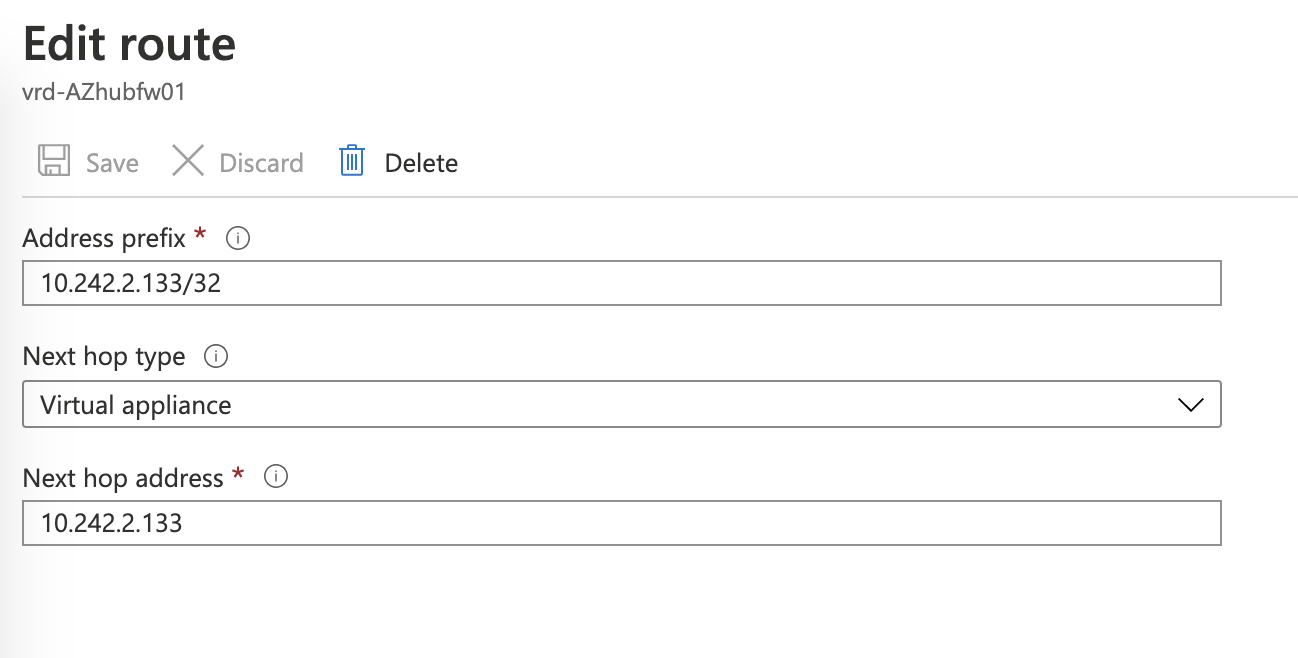 Edit route
vrd-AZhubfw01
Save Discard Delete
Address prefix *
10.242.2.133/32
Next hop type
Virtual appliance
Next hop address *
10.242.2.133